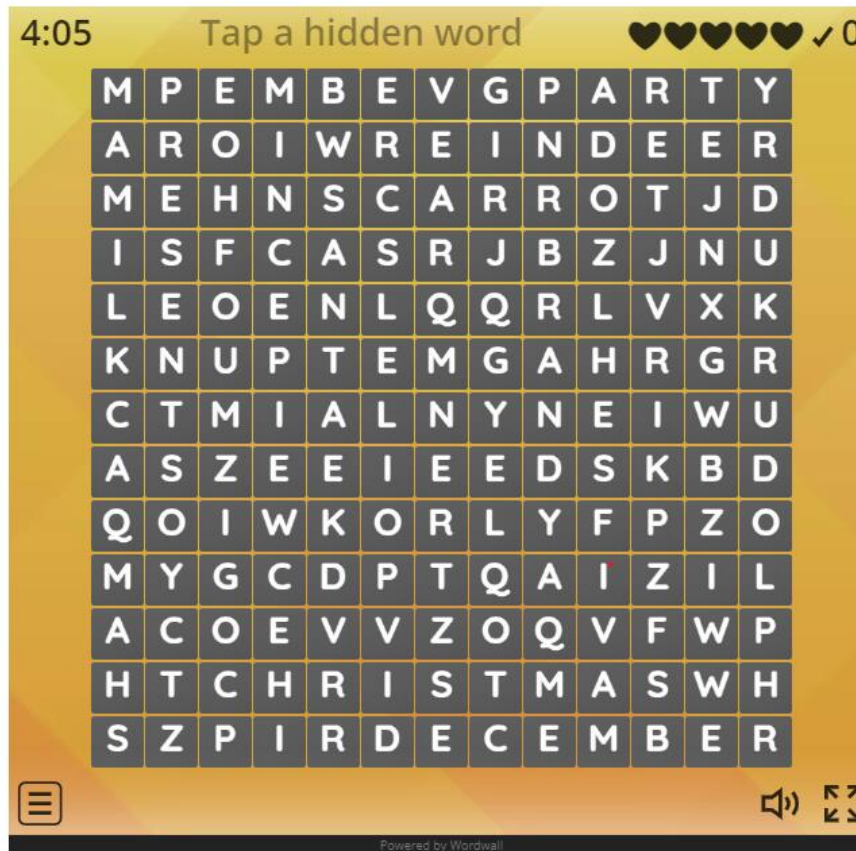 4:05 Tap a hidden word ✓ 0
M P E M B E V G P A R T Y
A R O I W R E I N D E E R
M E H N S C A R R O T J D
I S F C A S R J B Z J N U
L E O E N L Q Q R L V X K
K N U P T E M G A H R G R
C T M I A L N Y N E I W U
A S Z E E I E E D S K B D
Q O I W K O R L Y F P Z O
M Y G C D P T Q A I Z I L
A C O E V V Z O Q V F W P
H T C H R I S T M A S W H
S Z P I R D E C E M B E R
Powered by Wordwall